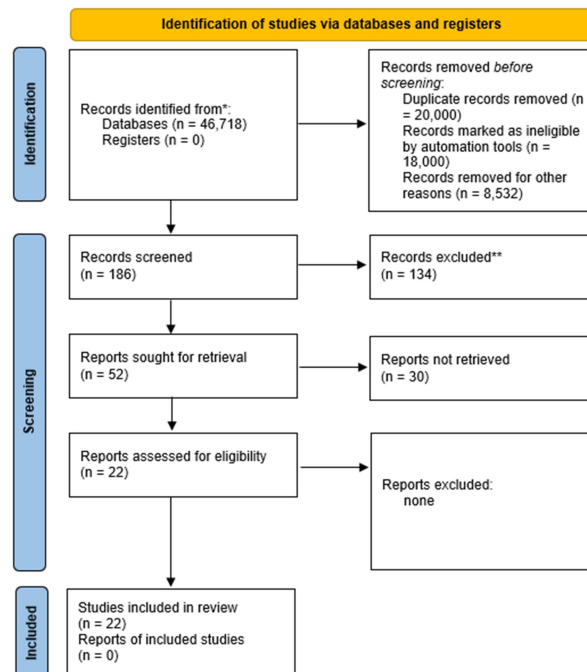 Identification of studies via databases and registers
Identification
Records identified from*:
Databases (n = 46,718)
Registers (n = 0)
Records removed before
screening:
Duplicate records removed (n
= 20,000)
Records marked as ineligible
by automation tools (n =
18,000)
Records removed for other
reasons (n = 8,532)
Screening
Records screened
(n = 186)
Records excluded**
(n = 134)
Reports sought for retrieval
(n = 52)
Reports not retrieved
(n = 30)
Reports assessed for eligibility
(n = 22)
Reports excluded:
none
Included
Studies included in review
(n = 22)
Reports of included studies
(n = 0)